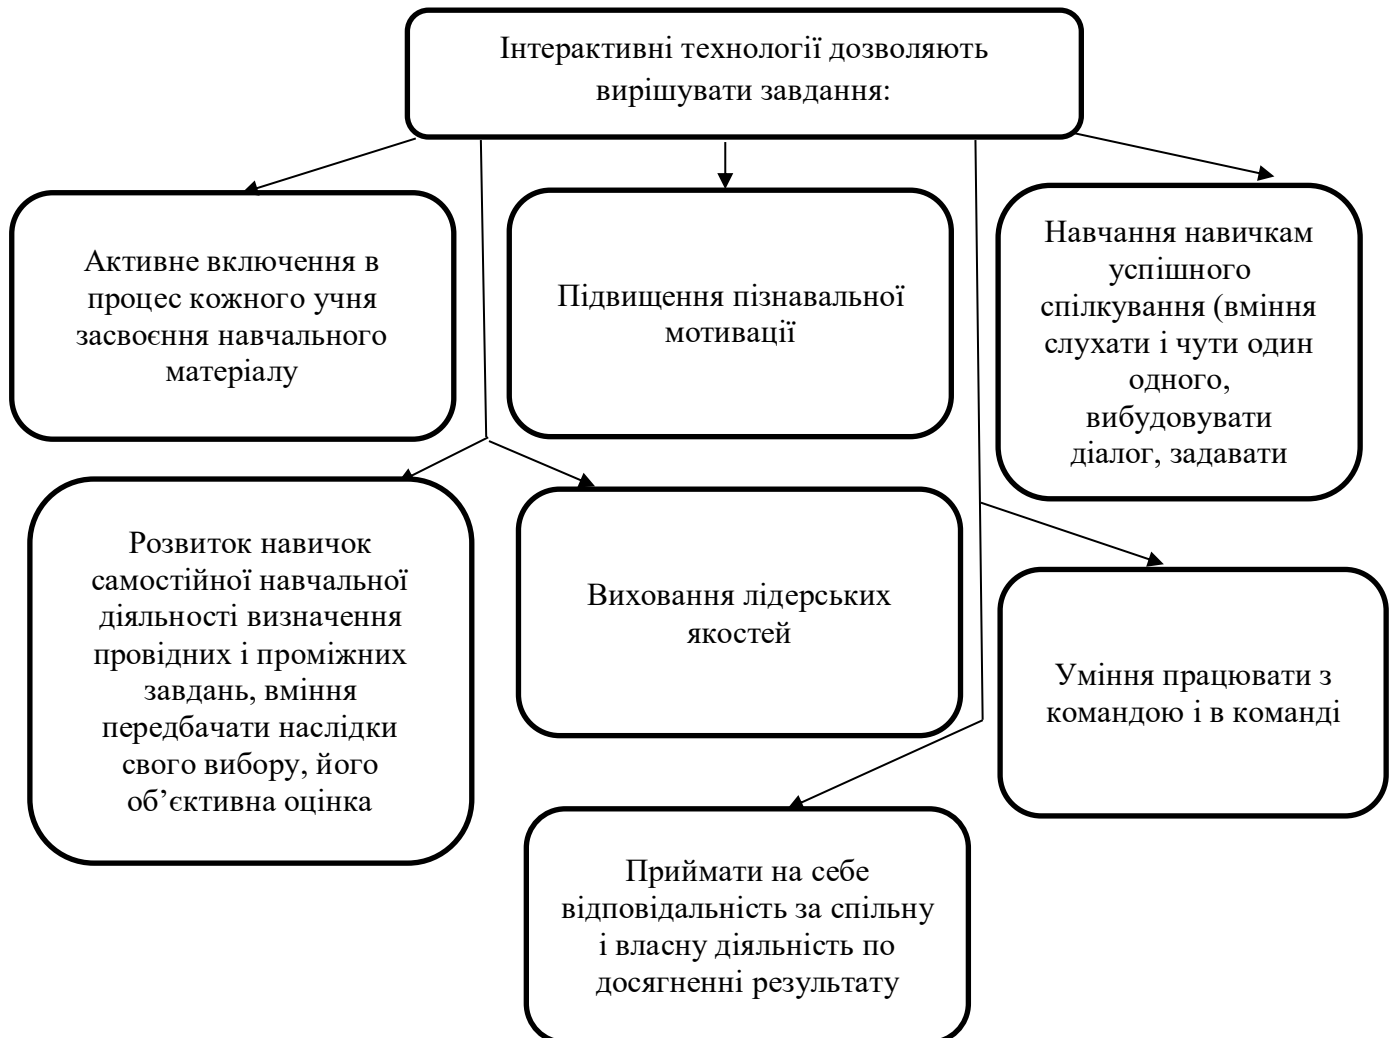 Інтерактивні технології дозволяють
вирішувати завдання:
Активне включення в
процес кожного учня
засвоєння навчального
матеріалу
Підвищення пізнавальної
мотивації
Навчання навичкам
успішного
спілкування (вміння
слухати і чути один
одного,
вибудовувати
діалог, задавати
Розвиток навичок
самостійної навчальної
діяльності визначення
провідних і проміжних
завдань, вміння
передбачати наслідки
свого вибору, його
об’єктивна оцінка
Виховання лідерських
якостей
Уміння працювати з
командою і в команді
Приймати на себе
відповідальність за спільну
і власну діяльність по
досягненні результату